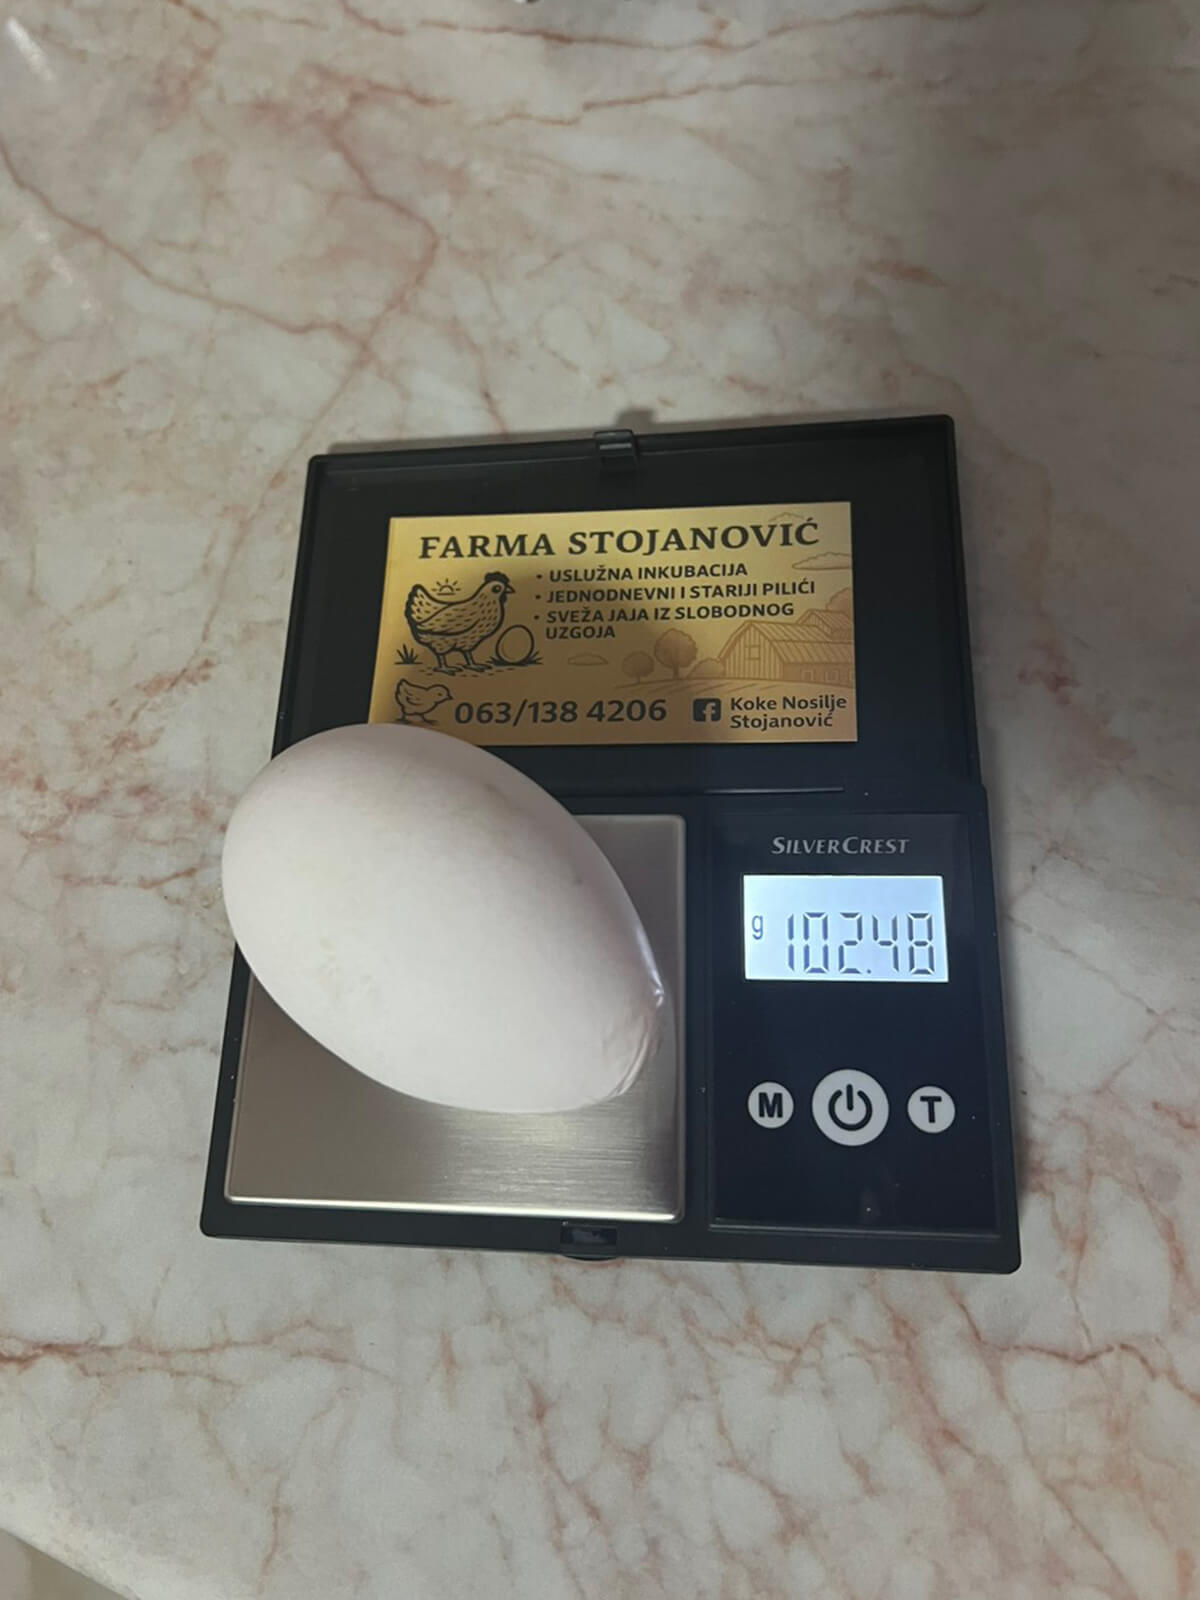 FARMA STOJANOVIĆ
• USLUŽNA INKUBACIJA
• JEDNODNEVNI I STARIJI PILIĆI
• SVEŽA JAJA IZ SLOBODNOG
UZGOJA
063/138 4206
Koke Nosilje
Stojanović
SILVERCREST
g 102.48
M T